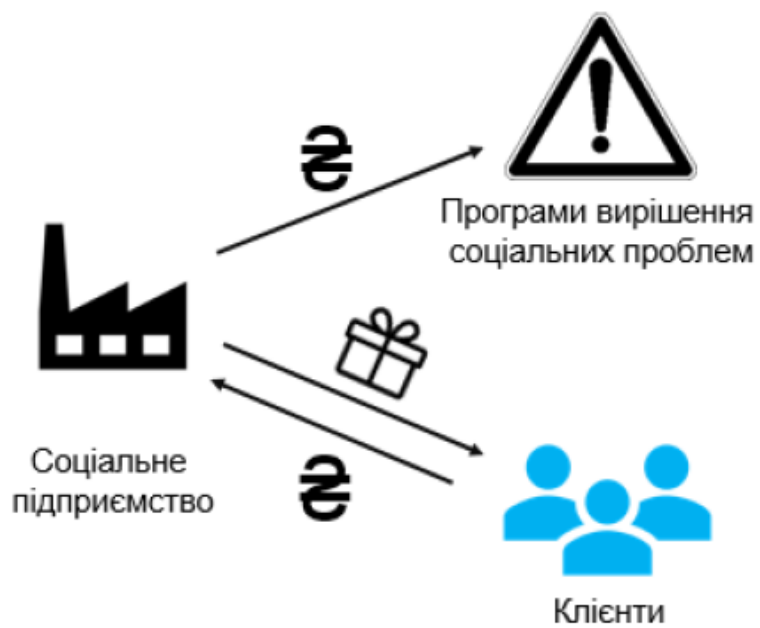 ₴
Програми вирішення
соціальних проблем
Соціальне
підприємство
₴
Клієнти